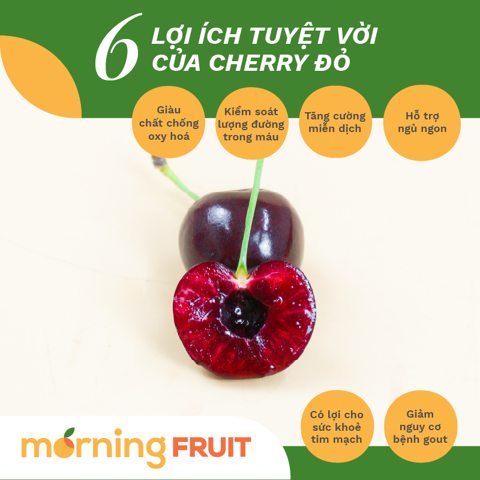 6 LỢI ÍCH TUYỆT VỜI
CỦA CHERRY ĐỎ
Giàu
chất chống
oxy hoá
Kiểm soát
lượng đường
trong máu
Tăng cường
miễn dịch
Hỗ trợ
ngủ ngon
Có lợi cho
sức khoẻ
tim mạch
Giảm
nguy cơ
bệnh gout
morning FRUIT